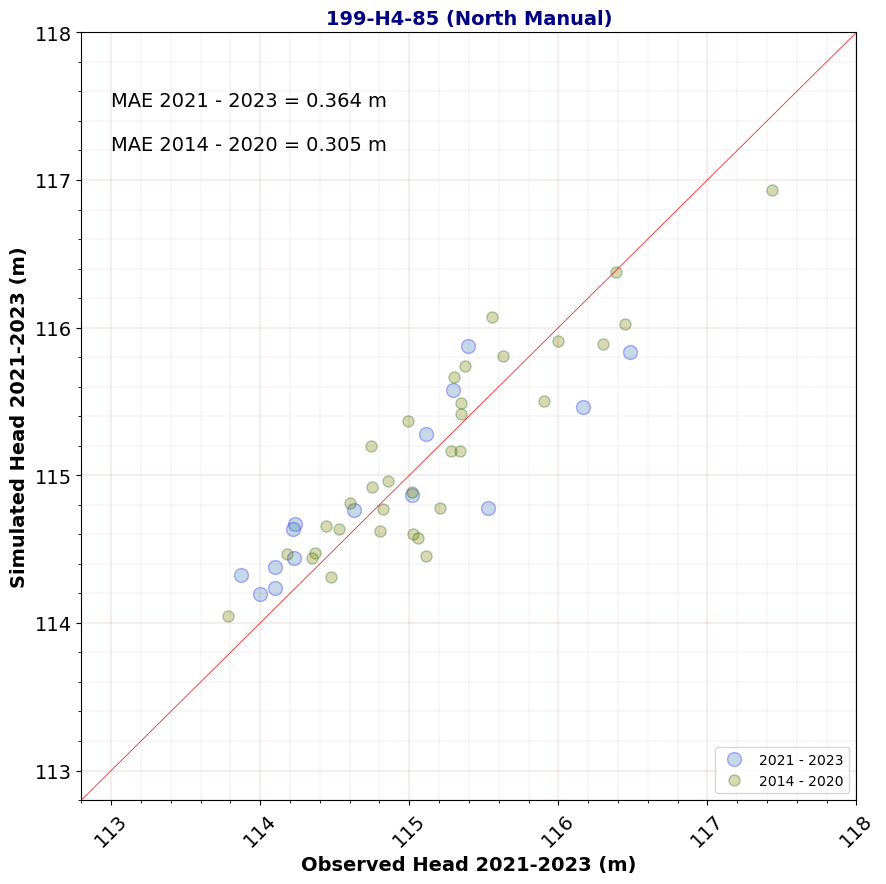 199-H4-85 (North Manual)
118
MAE 2021 - 2023 = 0.364 m
MAE 2014 - 2020 = 0.305 m
117
116
115
114
113
Simulated Head 2021-2023 (m)
2021 - 2023
2014 - 2020
113
114
115
116
117
118
Observed Head 2021-2023 (m)